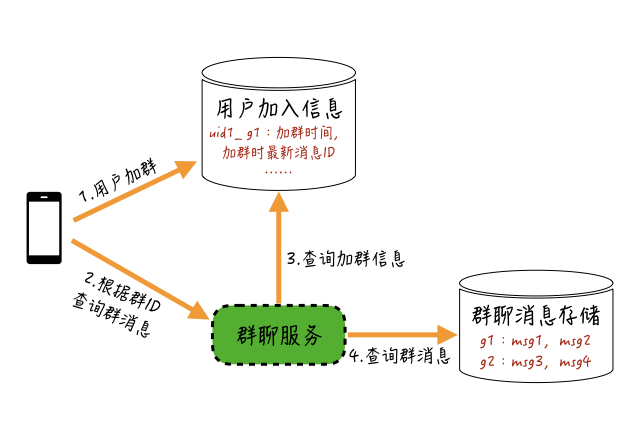 用户加入信息
uid1_g1：加群时间，
加群时最新消息ID
……
1.用户加群
2.根据群ID
查询群消息
3.查询加群信息
群聊服务
4.查询群消息
群聊消息存储
g1：msg1，msg2
g2：msg3，msg4